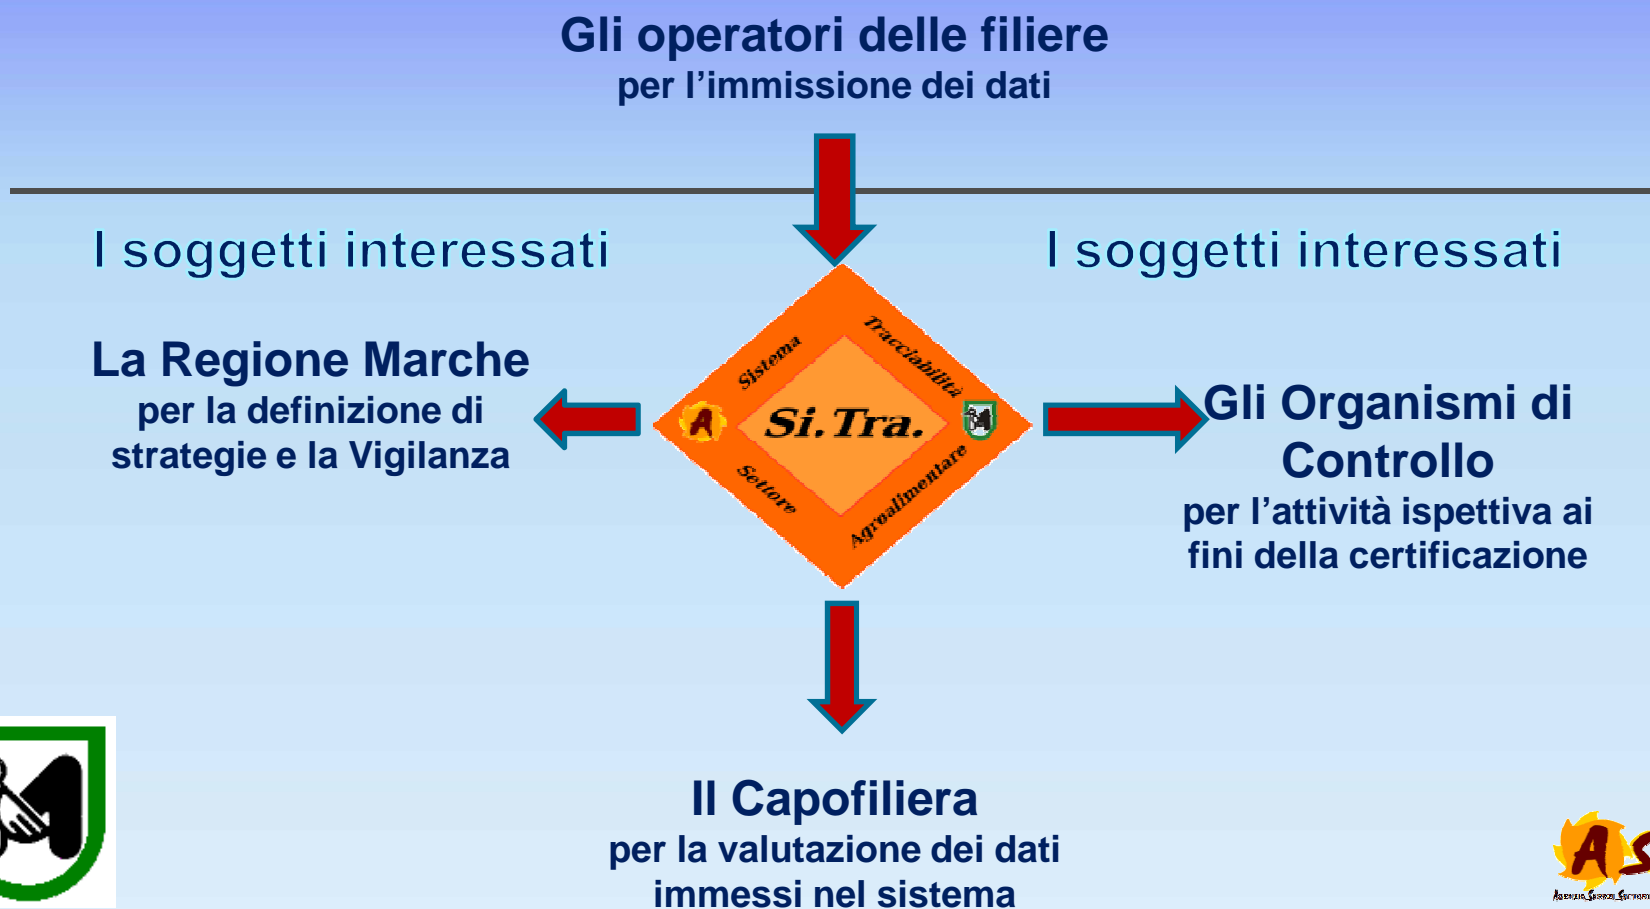 Gli operatori delle filiere
per l’immissione dei dati
I soggetti interessati
I soggetti interessati
La Regione Marche
per la definizione di
strategie e la Vigilanza
Sistema
Tracciabilità
Si.Tra.
Settore
Agroalimentare
A
Gli Organismi di
Controllo
per l’attività ispettiva ai
fini della certificazione
Il Capofiliera
per la valutazione dei dati
immessi nel sistema
AS